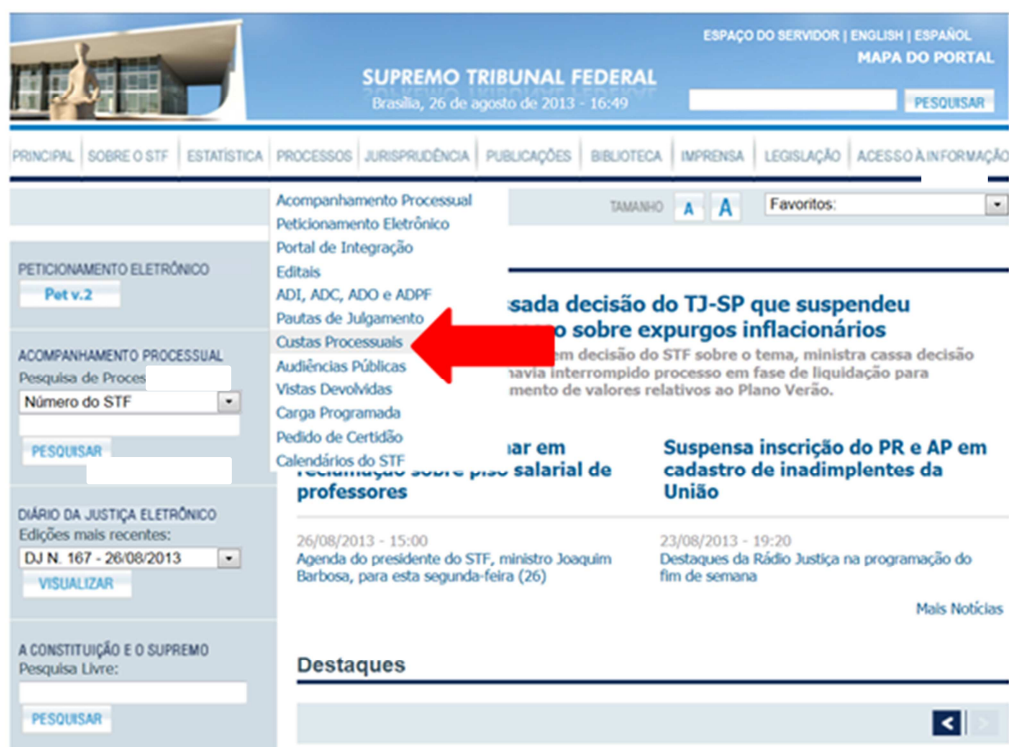 ESPAÇO DO SERVIDOR | ENGLISH | ESPAÑOL
MAPA DO PORTAL
SUPREMO TRIBUNAL FEDERAL
Brasília, 26 de agosto de 2013 - 16:49
PESQUISAR
PRINCIPAL SOBRE O STF ESTATÍSTICA PROCESSOS JURISPRUDÊNCIA PUBLICAÇÕES BIBLIOTECA IMPRENSA LEGISLAÇÃO ACESSO À INFORMAÇÃO
TAMANHO A A Favoritos:
Acompanhamento Processual
Peticionamento Eletrônico
Portal de Integração
Editais
ADI, ADC, ADO e ADPF
Pautas de Julgamento
Custas Processuais
Audiências Públicas
Vistas Devolvidas
Carga Programada
Pedido de Certidão
Calendários do STF
PETICIONAMENTO ELETRÔNICO
Pet v.2
ACOMPANHAMENTO PROCESSUAL
Pesquisa de Proces
Número do STF
PESQUISAR
DIÁRIO DA JUSTIÇA ELETRÔNICO
Edições mais recentes:
DJ N. 167 - 26/08/2013
VISUALIZAR
A CONSTITUIÇÃO E O SUPREMO
Pesquisa Livre:
PESQUISAR
ssada decisão do TJ-SP que suspendeu
sobre expurgos inflacionários
em decisão do STF sobre o tema, ministra cassa decisão
havia interrompido processo em fase de liquidação para
mento de valores relativos ao Plano Verão.
nar em
reclamação sobre piso salarial de
professores
Suspensa inscrição do PR e AP em
cadastro de inadimplentes da
União
26/08/2013 - 15:00
Agenda do presidente do STF, ministro Joaquim
Barbosa, para esta segunda-feira (26)
23/08/2013 - 19:20
Destaques da Rádio Justiça na programação do
fim de semana
Mais Notícias
Destaques